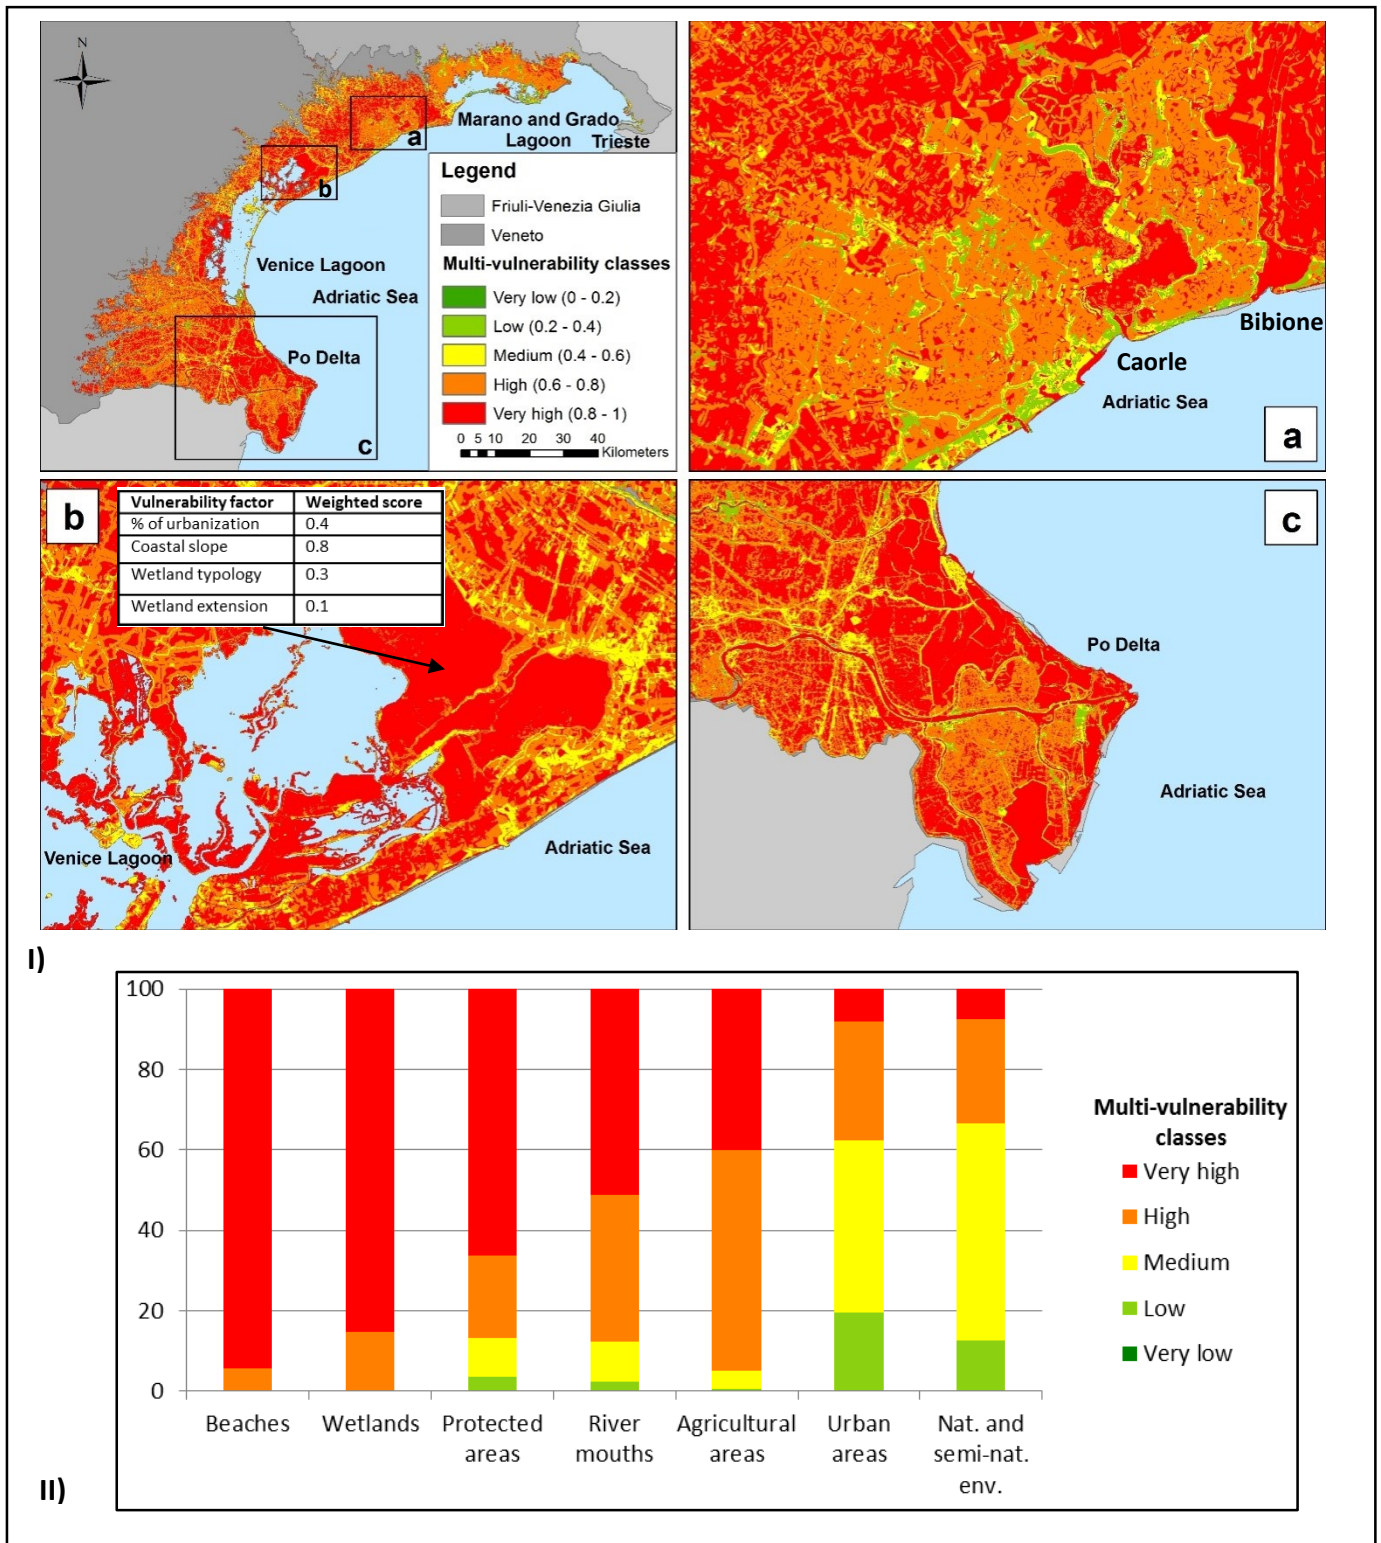 N
Marano and Grado
Lagoon
Trieste
a
b
Venice Lagoon
Adriatic Sea
Po Delta
c
Legend
Friuli-Venezia Giulia
Veneto
Multi-vulnerability classes
Very low (0 - 0.2)
Low (0.2 - 0.4)
Medium (0.4 - 0.6)
High (0.6 - 0.8)
Very high (0.8 - 1)
0 5 10 20 30 40
Kilometers
Bibione
Caorle
Adriatic Sea
a
b
Vulnerability factor Weighted score
% of urbanization 0.4
Coastal slope 0.8
Wetland typology 0.3
Wetland extension 0.1
Venice Lagoon
Adriatic Sea
c
Po Delta
Adriatic Sea
I)
100
80
60
40
20
0
Beaches
Wetlands
Protected
areas
River
mouths
Agricultural
areas
Urban
areas
Nat. and
semi-nat.
env.
Multi-vulnerability
classes
Very high
High
Medium
Low
Very low
II)